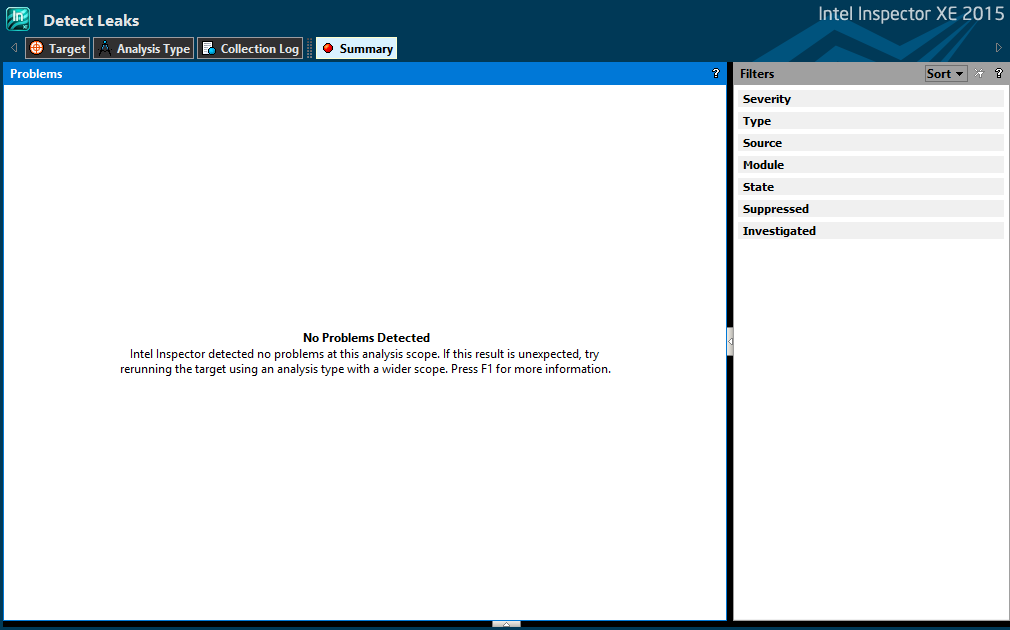 Detect Leaks
Intel Inspector XE 2015
Target
Analysis Type
Collection Log
Summary
Problems
?
Filters
Sort
?
Severity
Type
Source
Module
State
Suppressed
Investigated
No Problems Detected
Intel Inspector detected no problems at this analysis scope. If this result is unexpected, try
rerunning the target using an analysis type with a wider scope. Press F1 for more information.